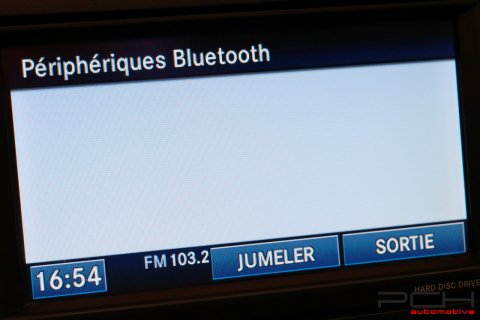 Périphériques Bluetooth
16:54 FM 103.2 JUMELER SORTIE
HARD DISC DRIVE
PCH
automotive